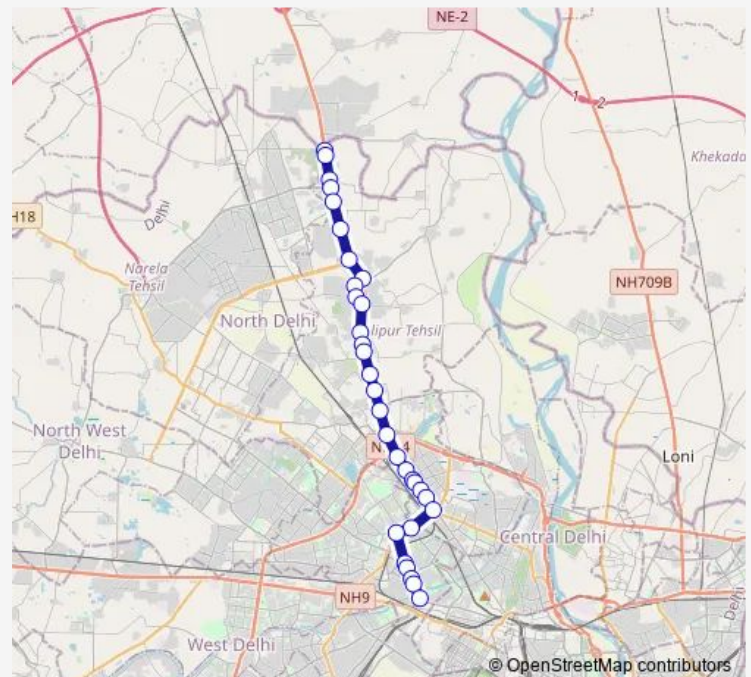 NE-2
1
2
Khekada
Delhi
H18
Narela
Tehsil
NH709B
North Delhi
lipur Tehsil
North West
Delhi
Loni
Central Delhi
NH9
West Delhi
Delhi
© OpenStreetMap contributors